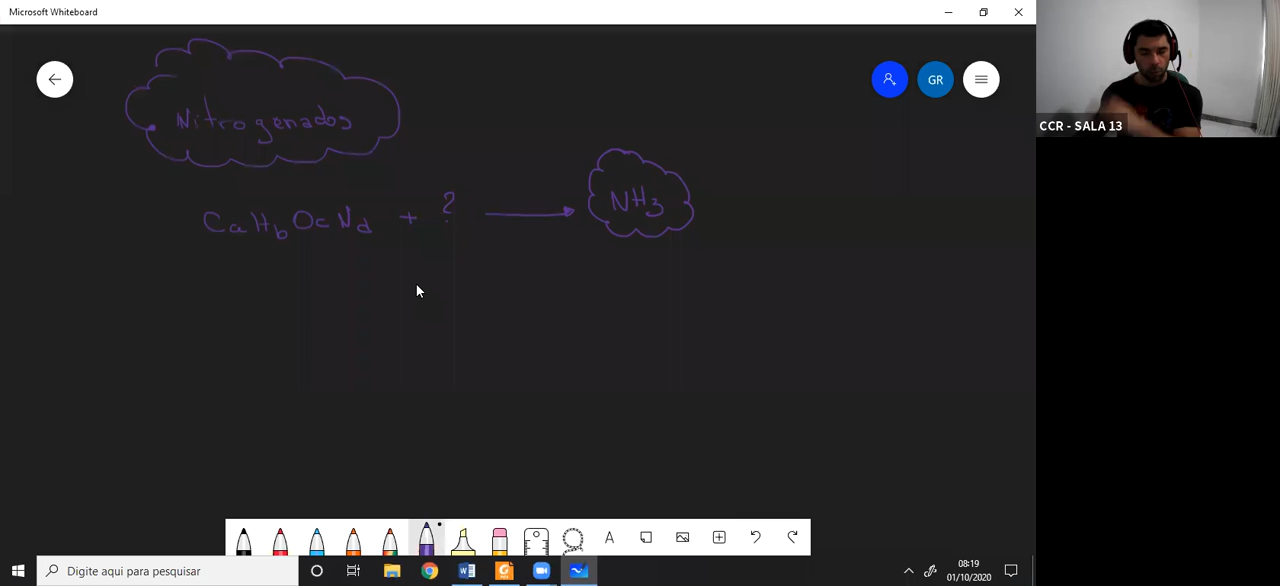 Microsoft Whiteboard
Nitrogenados
GR
CCR - SALA 13
CaHbOcNd + ? → NH3
A
Digite aqui para pesquisar
08:19
01/10/2020